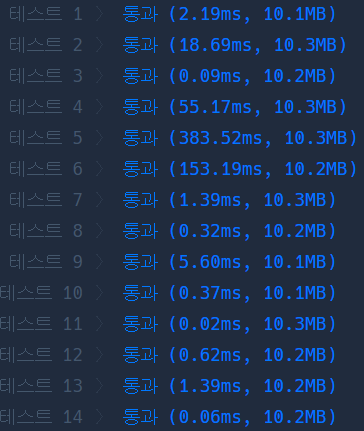 테스트 1 > 통과 (2.19ms, 10.1MB)
테스트 2 > 통과 (18.69ms, 10.3MB)
테스트 3 > 통과 (0.09ms, 10.2MB)
테스트 4 > 통과 (55.17ms, 10.3MB)
테스트 5 > 통과 (383.52ms, 10.3MB)
테스트 6 > 통과 (153.19ms, 10.2MB)
테스트 7 > 통과 (1.39ms, 10.3MB)
테스트 8 > 통과 (0.32ms, 10.2MB)
테스트 9 > 통과 (5.60ms, 10.1MB)
테스트 10 > 통과 (0.37ms, 10.1MB)
테스트 11 > 통과 (0.02ms, 10.3MB)
테스트 12 > 통과 (0.62ms, 10.2MB)
테스트 13 > 통과 (1.39ms, 10.2MB)
테스트 14 > 통과 (0.06ms, 10.2MB)